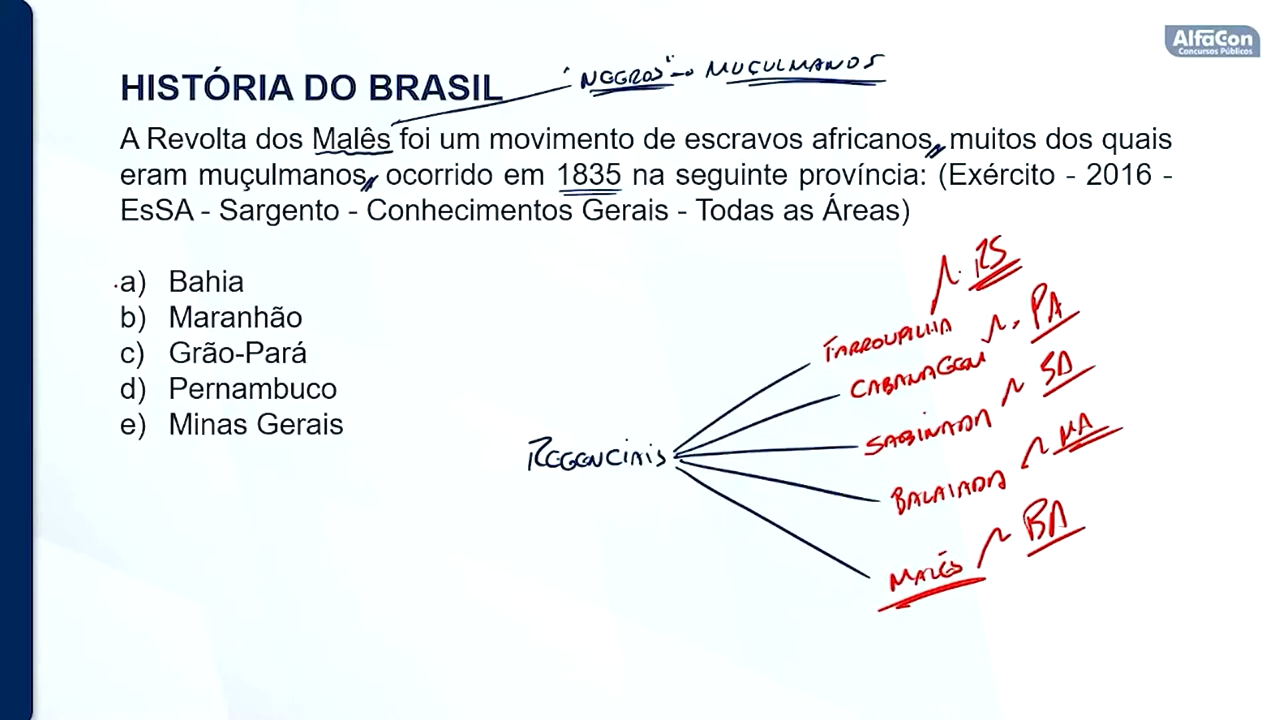 AlfaCon
Concursos Públicos
"NEGROS" → MUÇULMANOS
HISTÓRIA DO BRASIL
A Revolta dos Malês foi um movimento de escravos africanos, muitos dos quais
eram muçulmanos, ocorrido em 1835 na seguinte província: (Exército - 2016 -
EsSA - Sargento - Conhecimentos Gerais - Todas as Áreas)
a) Bahia
b) Maranhão
c) Grão-Pará
d) Pernambuco
e) Minas Gerais
REGENCIAIS
FARROUPILHA RS
CABANAGEM PA
SABINADA
BALAIADA MA
MALÊS BA